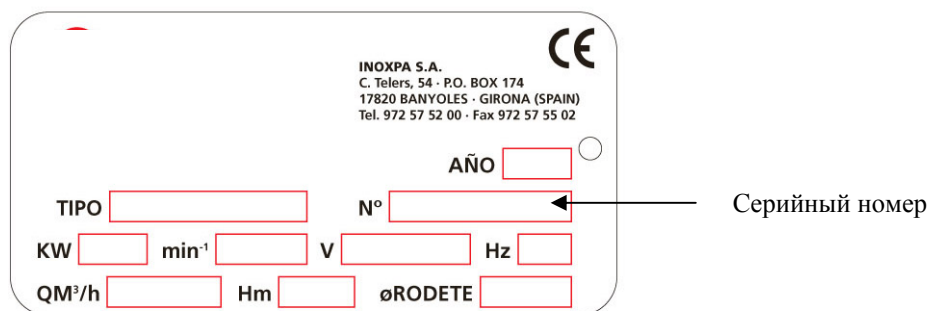 CE
INOXPA S.A.
C. Telers, 54 · P.O. BOX 174
17820 BANYOLES · GIRONA (SPAIN)
Tel. 972 57 52 00 · Fax 972 57 55 02
AÑO
TIPO Nº Серийный номер
KW min⁻¹ V Hz
QM³/h Hm øRODETE